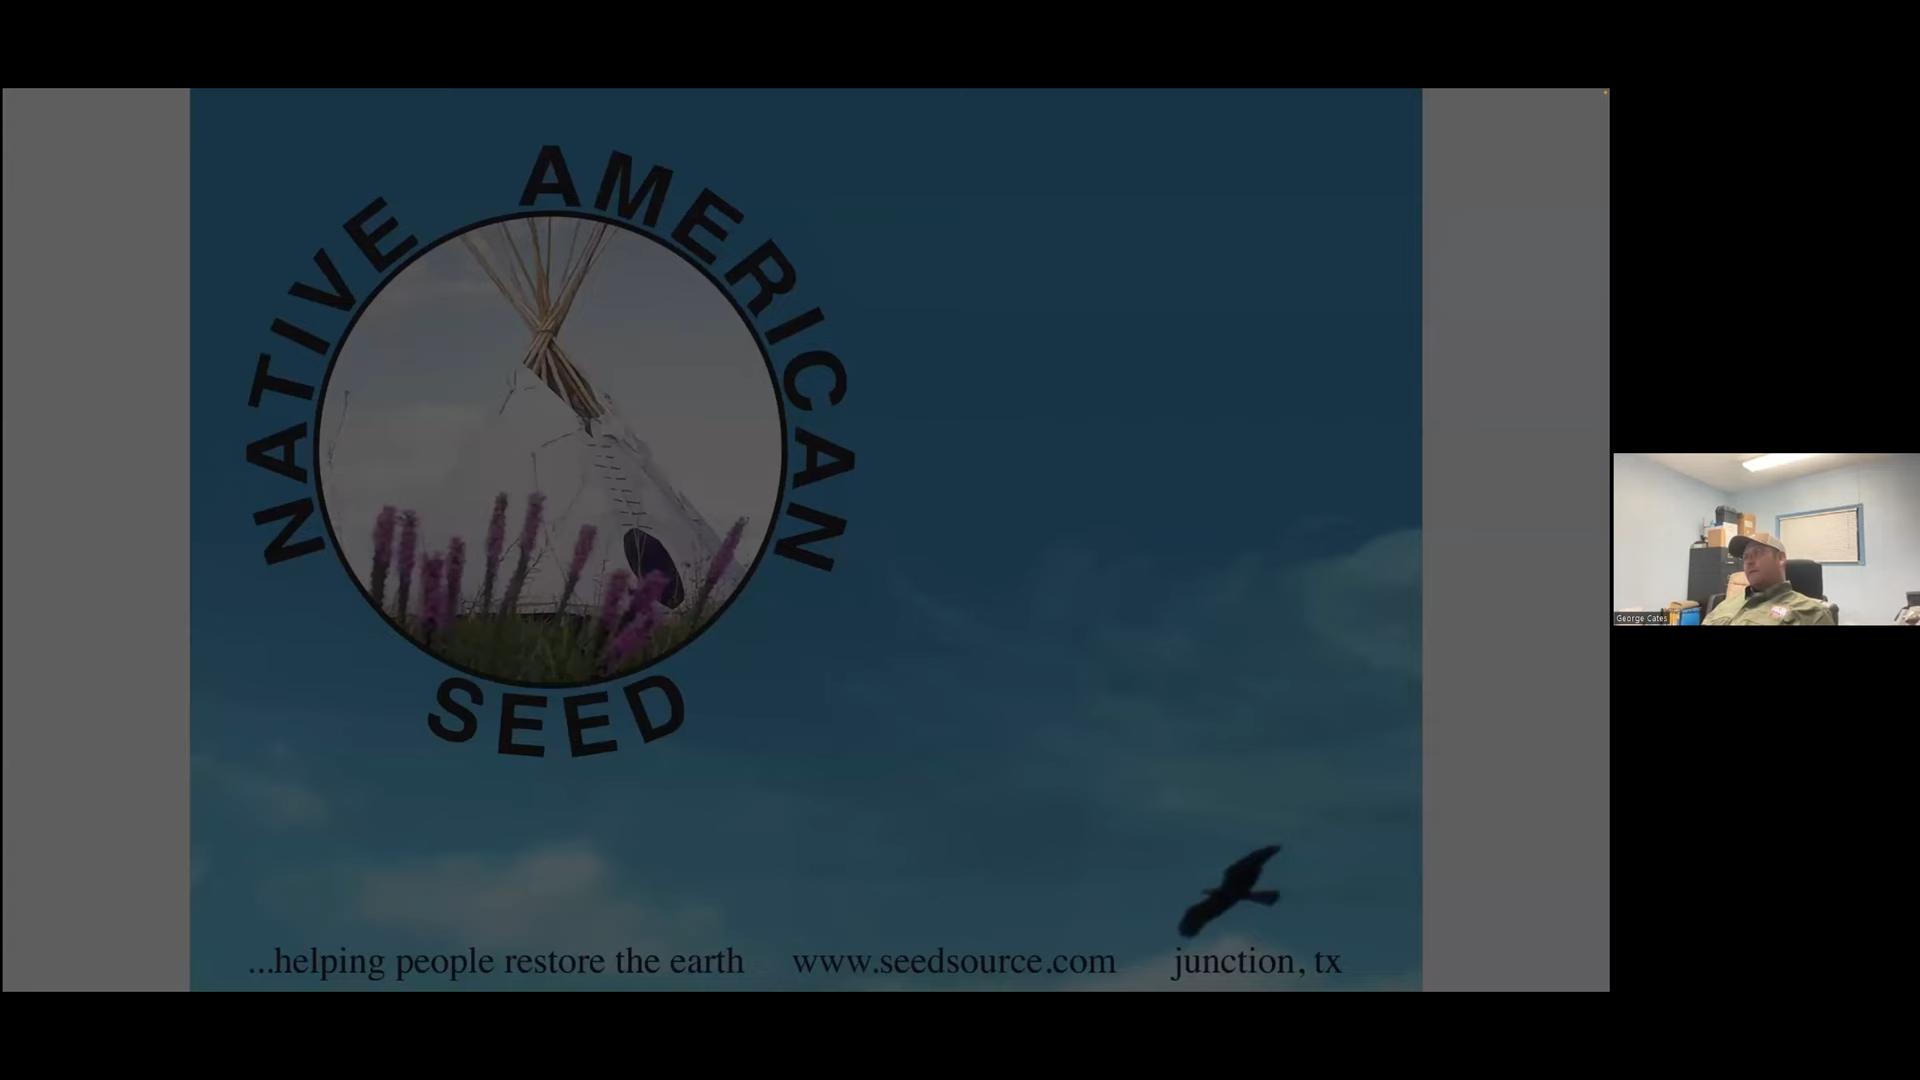 NATIVE AMERICAN
SEED
...helping people restore the earth www.seedsource.com junction, tx
George Cates